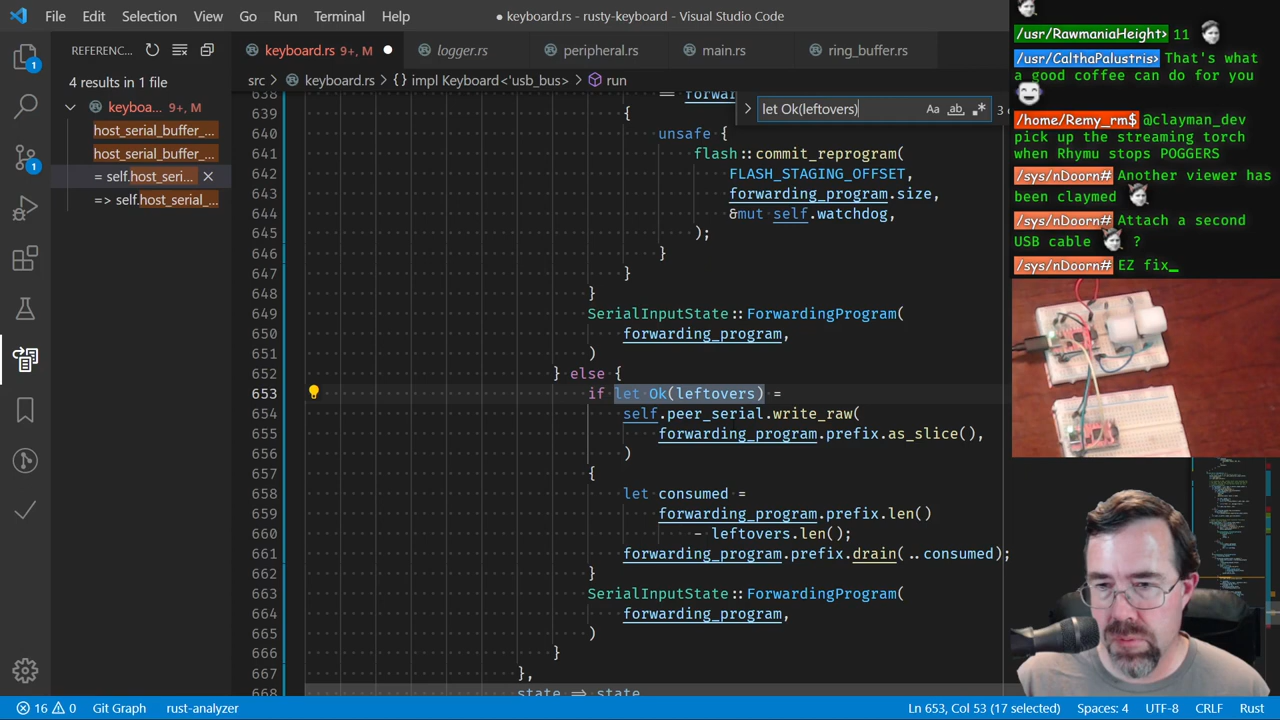 File Edit Selection View Go Run Terminal Help
● keyboard.rs - rusty-keyboard - Visual Studio Code
REFERENC...
keyboard.rs 9+, M ●
logger.rs
peripheral.rs
main.rs
ring_buffer.rs
4 results in 1 file
src > keyboard.rs > {} impl Keyboard<'usb_bus> > run
keyboa... 9+, M
host_serial_buffer_...
host_serial_buffer_...
= self.host_seri... ×
=> self.host_serial_...
let Ok(leftovers)
Aa ab .* 3
638 == forwar
639 {
640 unsafe {
641 flash::commit_reprogram(
642 FLASH_STAGING_OFFSET,
643 forwarding_program.size,
644 &mut self.watchdog,
645 );
646 }
647 }
648 }
649 SerialInputState::ForwardingProgram(
650 forwarding_program,
651 )
652 } else {
653 if let Ok(leftovers) =
654 self.peer_serial.write_raw(
655 forwarding_program.prefix.as_slice(),
656 )
657 {
658 let consumed =
659 forwarding_program.prefix.len()
660 - leftovers.len();
661 forwarding_program.prefix.drain(..consumed);
662 }
663 SerialInputState::ForwardingProgram(
664 forwarding_program,
665 )
666 }
667 },
668 state => state
/usr/RawmaniaHeight> 11
/usr/CalthaPalustris> That's what
a good coffee can do for you
/home/Remy_rm$ @clayman_dev
pick up the streaming torch
when Rhymu stops POGGERS
/sys/nDoorn# Another viewer has
been claymed
/sys/nDoorn# Attach a second
USB cable ?
/sys/nDoorn# EZ fix_
1
1
16 0 Git Graph rust-analyzer
Ln 653, Col 53 (17 selected) Spaces: 4 UTF-8 CRLF Rust